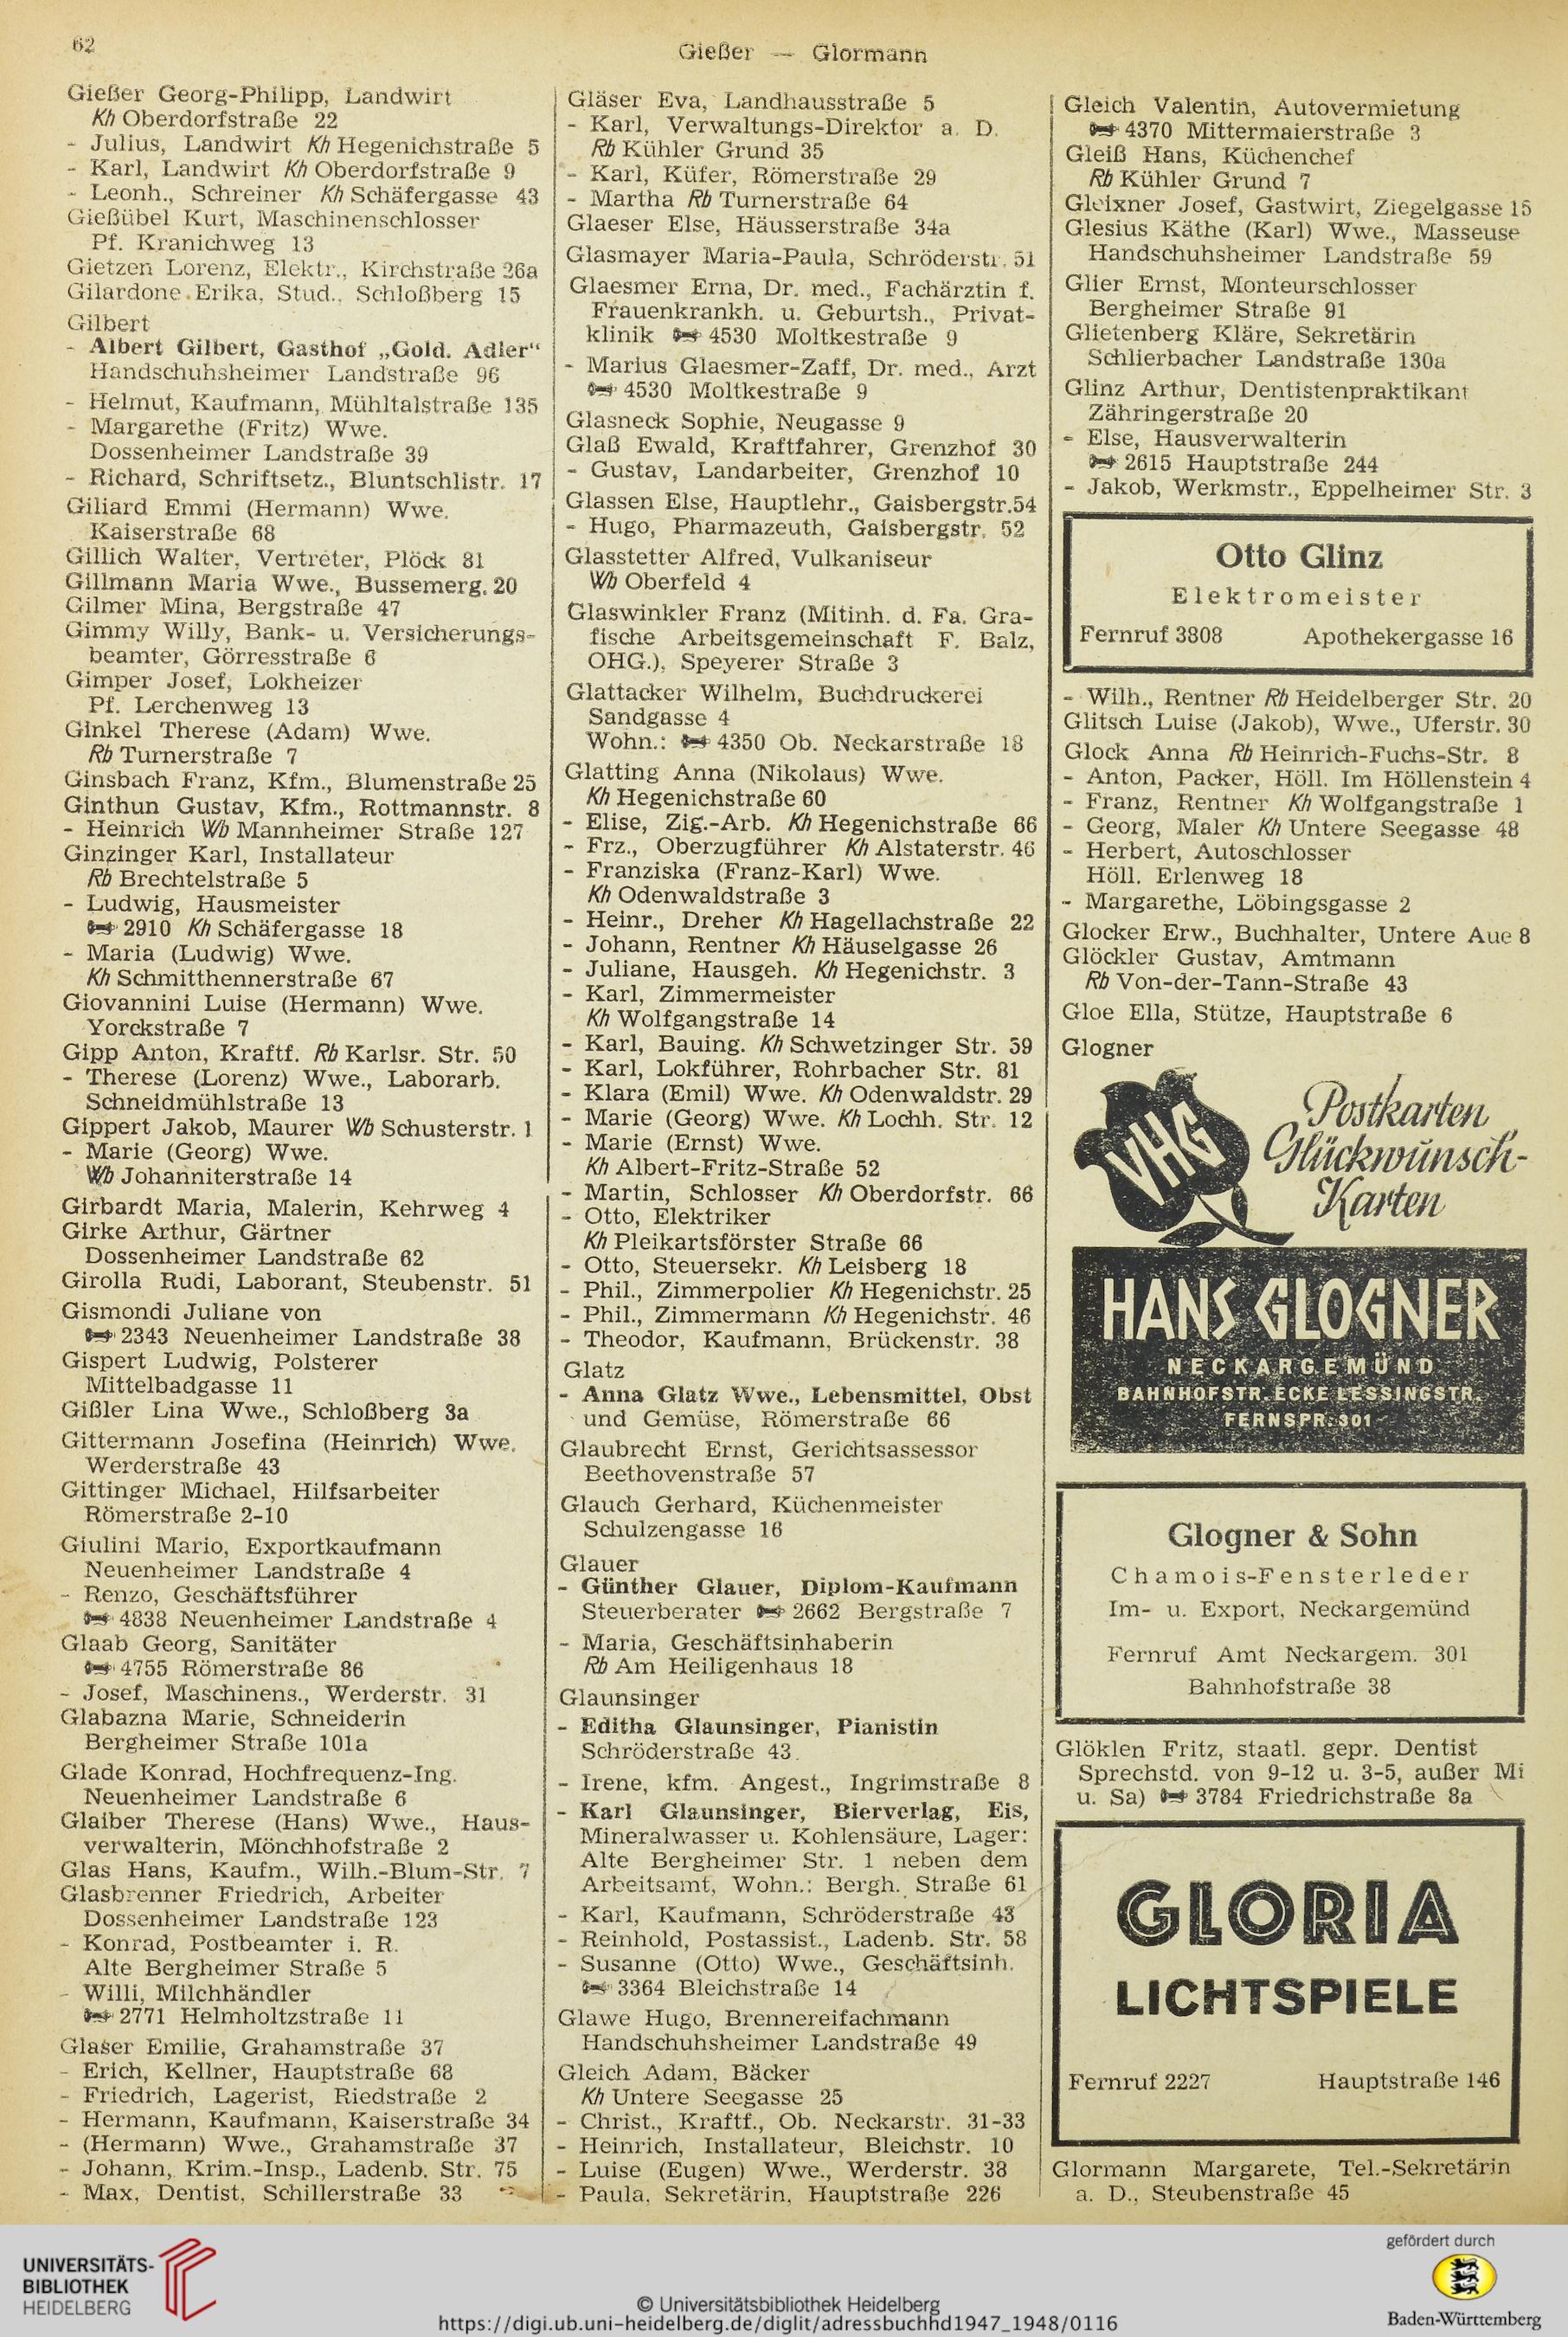 62
Gießer — Glormann
Gießer Georg-Philipp, Landwirt
Kh Oberdorfstraße 22
- Julius, Landwirt Kh Hegenichstraße 5
- Karl, Landwirt Kh Oberdorfstraße 9
- Leonh., Schreiner Kh Schäfergasse 43
Gießübel Kurt, Maschinenschlosser
Pf. Kranichweg 13
Gietzen Lorenz, Elektr., Kirchstraße 26a
Gilardone Erika, Stud., Schloßberg 15
Gilbert
- Albert Gilbert, Gasthof „Gold. Adler“
Handschuhsheimer Landstraße 96
- Helmut, Kaufmann, Mühltalstraße 135
- Margarethe (Fritz) Wwe.
Dossenheimer Landstraße 39
- Richard, Schriftsetz., Bluntschlistr. 17
Giliard Emmi (Hermann) Wwe.
Kaiserstraße 68
Gillich Walter, Vertreter, Plöck 81
Gillmann Maria Wwe., Bussemerg. 20
Gilmer Mina, Bergstraße 47
Gimmy Willy, Bank- u. Versicherungs-
beamter, Görresstraße 6
Gimper Josef, Lokheizer
Pf. Lerchenweg 13
Ginkel Therese (Adam) Wwe.
Rb Turnerstraße 7
Ginsbach Franz, Kfm., Blumenstraße 25
Ginthun Gustav, Kfm., Rottmannstr. 8
- Heinrich Wb Mannheimer Straße 127
Ginzinger Karl, Installateur
Rb Brechtelstraße 5
- Ludwig, Hausmeister
2910 Kh Schäfergasse 18
- Maria (Ludwig) Wwe.
Kh Schmitthennerstraße 67
Giovannini Luise (Hermann) Wwe.
Yorckstraße 7
Gipp Anton, Kraftf. Rb Karlsr. Str. 50
- Therese (Lorenz) Wwe., Laborarb.
Schneidmühlstraße 13
Gippert Jakob, Maurer Wb Schusterstr. 1
- Marie (Georg) Wwe.
Wb Johanniterstraße 14
Girbardt Maria, Malerin, Kehrweg 4
Girke Arthur, Gärtner
Dossenheimer Landstraße 62
Girolla Rudi, Laborant, Steubenstr. 51
Gismondi Juliane von
2343 Neuenheimer Landstraße 38
Gispert Ludwig, Polsterer
Mittelbadgasse 11
Gißler Lina Wwe., Schloßberg 3a
Gittermann Josefina (Heinrich) Wwe.
Werderstraße 43
Gittinger Michael, Hilfsarbeiter
Römerstraße 2-10
Giulini Mario, Exportkaufmann
Neuenheimer Landstraße 4
- Renzo, Geschäftsführer
4838 Neuenheimer Landstraße 4
Glaab Georg, Sanitäter
4755 Römerstraße 86
- Josef, Maschinens., Werderstr. 31
Glabazna Marie, Schneiderin
Bergheimer Straße 101a
Glade Konrad, Hochfrequenz-Ing.
Neuenheimer Landstraße 6
Glaiber Therese (Hans) Wwe., Haus-
verwalterin, Mönchhofstraße 2
Glas Hans, Kaufm., Wilh.-Blum-Str. 7
Glasbrenner Friedrich, Arbeiter
Dossenheimer Landstraße 123
- Konrad, Postbeamter i. R.
Alte Bergheimer Straße 5
- Willi, Milchhändler
2771 Helmholtzstraße 11
Glaser Emilie, Grahamstraße 37
- Erich, Kellner, Hauptstraße 68
- Friedrich, Lagerist, Riedstraße 2
- Hermann, Kaufmann, Kaiserstraße 34
- (Hermann) Wwe., Grahamstraße 37
- Johann, Krim.-Insp., Ladenb. Str. 75
- Max, Dentist, Schillerstraße 33
Gläser Eva, Landhausstraße 5
- Karl, Verwaltungs-Direktor a. D.
Rb Kühler Grund 35
- Karl, Küfer, Römerstraße 29
- Martha Rb Turnerstraße 64
Glaeser Else, Häusserstraße 34a
Glasmayer Maria-Paula, Schröderstr. 51
Glaesmer Erna, Dr. med., Fachärztin f.
Frauenkrankh. u. Geburtsh., Privat-
klinik 4530 Moltkestraße 9
- Marius Glaesmer-Zaff, Dr. med., Arzt
4530 Moltkestraße 9
Glasneck Sophie, Neugasse 9
Glaß Ewald, Kraftfahrer, Grenzhof 30
- Gustav, Landarbeiter, Grenzhof 10
Glassen Else, Hauptlehr., Gaisbergstr.54
- Hugo, Pharmazeuth, Gaisbergstr. 52
Glasstetter Alfred, Vulkaniseur
Wb Oberfeld 4
Glaswinkler Franz (Mitinh. d. Fa. Gra-
fische Arbeitsgemeinschaft F. Balz,
OHG.), Speyerer Straße 3
Glattacker Wilhelm, Buchdruckerei
Sandgasse 4
Wohn.: 4350 Ob. Neckarstraße 18
Glatting Anna (Nikolaus) Wwe.
Kh Hegenichstraße 60
- Elise, Zig.-Arb. Kh Hegenichstraße 66
- Frz., Oberzugführer Kh Alstaterstr. 46
- Franziska (Franz-Karl) Wwe.
Kh Odenwaldstraße 3
- Heinr., Dreher Kh Hagellachstraße 22
- Johann, Rentner Kh Häuselgasse 26
- Juliane, Hausgeh. Kh Hegenichstr. 3
- Karl, Zimmermeister
Kh Wolfgangstraße 14
- Karl, Bauing. Kh Schwetzinger Str. 59
- Karl, Lokführer, Rohrbacher Str. 81
- Klara (Emil) Wwe. Kh Odenwaldstr. 29
- Marie (Georg) Wwe. Kh Lochh. Str. 12
- Marie (Ernst) Wwe.
Kh Albert-Fritz-Straße 52
- Martin, Schlosser Kh Oberdorfstr. 66
- Otto, Elektriker
Kh Pleikartsförster Straße 66
- Otto, Steuersekr. Kh Leisberg 18
- Phil., Zimmerpolier Kh Hegenichstr. 25
- Phil., Zimmermann Kh Hegenichstr. 46
- Theodor, Kaufmann, Brückenstr. 38
Glatz
- Anna Glatz Wwe., Lebensmittel, Obst
und Gemüse, Römerstraße 66
Glaubrecht Ernst, Gerichtsassessor
Beethovenstraße 57
Glauch Gerhard, Küchenmeister
Schulzengasse 16
Glauer
- Günther Glauer, Diplom-Kaufmann
Steuerberater 2662 Bergstraße 7
- Maria, Geschäftsinhaberin
Rb Am Heiligenhaus 18
Glaunsinger
- Editha Glaunsinger, Pianistin
Schröderstraße 43
- Irene, kfm. Angest., Ingrimstraße 8
- Karl Glaunsinger, Bierverlag, Eis,
Mineralwasser u. Kohlensäure, Lager:
Alte Bergheimer Str. 1 neben dem
Arbeitsamt, Wohn.: Bergh. Straße 61
- Karl, Kaufmann, Schröderstraße 43
- Reinhold, Postassist., Ladenb. Str. 58
- Susanne (Otto) Wwe., Geschäftsinh.
3364 Bleichstraße 14
Glawe Hugo, Brennereifachmann
Handschuhsheimer Landstraße 49
Gleich Adam, Bäcker
Kh Untere Seegasse 25
- Christ., Kraftf., Ob. Neckarstr. 31-33
- Heinrich, Installateur, Bleichstr. 10
- Luise (Eugen) Wwe., Werderstr. 38
- Paula, Sekretärin, Hauptstraße 226
Gleich Valentin, Autovermietung
4370 Mittermaierstraße 3
Gleiß Hans, Küchenchef
Rb Kühler Grund 7
Gleixner Josef, Gastwirt, Ziegelgasse 15
Glesius Käthe (Karl) Wwe., Masseuse
Handschuhsheimer Landstraße 59
Glier Ernst, Monteurschlosser
Bergheimer Straße 91
Glietenberg Kläre, Sekretärin
Schlierbacher Landstraße 130a
Glinz Arthur, Dentistenpraktikant
Zähringerstraße 20
- Else, Hausverwalterin
2615 Hauptstraße 244
- Jakob, Werkmstr., Eppelheimer Str. 3
Otto Glinz
Elektromeister
Fernruf 3808 Apothekergasse 16
- Wilh., Rentner Rb Heidelberger Str. 20
Glitsch Luise (Jakob), Wwe., Uferstr. 30
Glock Anna Rb Heinrich-Fuchs-Str. 8
- Anton, Packer, Höll. Im Höllenstein 4
- Franz, Rentner Kh Wolfgangstraße 1
- Georg, Maler Kh Untere Seegasse 48
- Herbert, Autoschlosser
Höll. Erlenweg 18
- Margarethe, Löbingsgasse 2
Glocker Erw., Buchhalter, Untere Aue 8
Glöckler Gustav, Amtmann
Rb Von-der-Tann-Straße 43
Gloe Ella, Stütze, Hauptstraße 6
Glogner
VHG
Postkarten
Glückwunsch-
Karten
HANS GLOGNER
NECKARGEMÜND
BAHNHOFSTR. ECKE LESSINGSTR.
FERNSPR. 301
Glogner & Sohn
Chamois-Fensterleder
Im- u. Export, Neckargemünd
Fernruf Amt Neckargem. 301
Bahnhofstraße 38
Glöklen Fritz, staatl. gepr. Dentist
Sprechstd. von 9-12 u. 3-5, außer Mi
u. Sa) 3784 Friedrichstraße 8a
GLORIA
LICHTSPIELE
Fernruf 2227 Hauptstraße 146
Glormann Margarete, Tel.-Sekretärin
a. D., Steubenstraße 45
UNIVERSITÄTS-
BIBLIOTHEK
HEIDELBERG
© Universitätsbibliothek Heidelberg
https://digi.ub.uni-heidelberg.de/diglit/adressbuchhd1947_1948/0116
gefördert durch
Baden-Württemberg